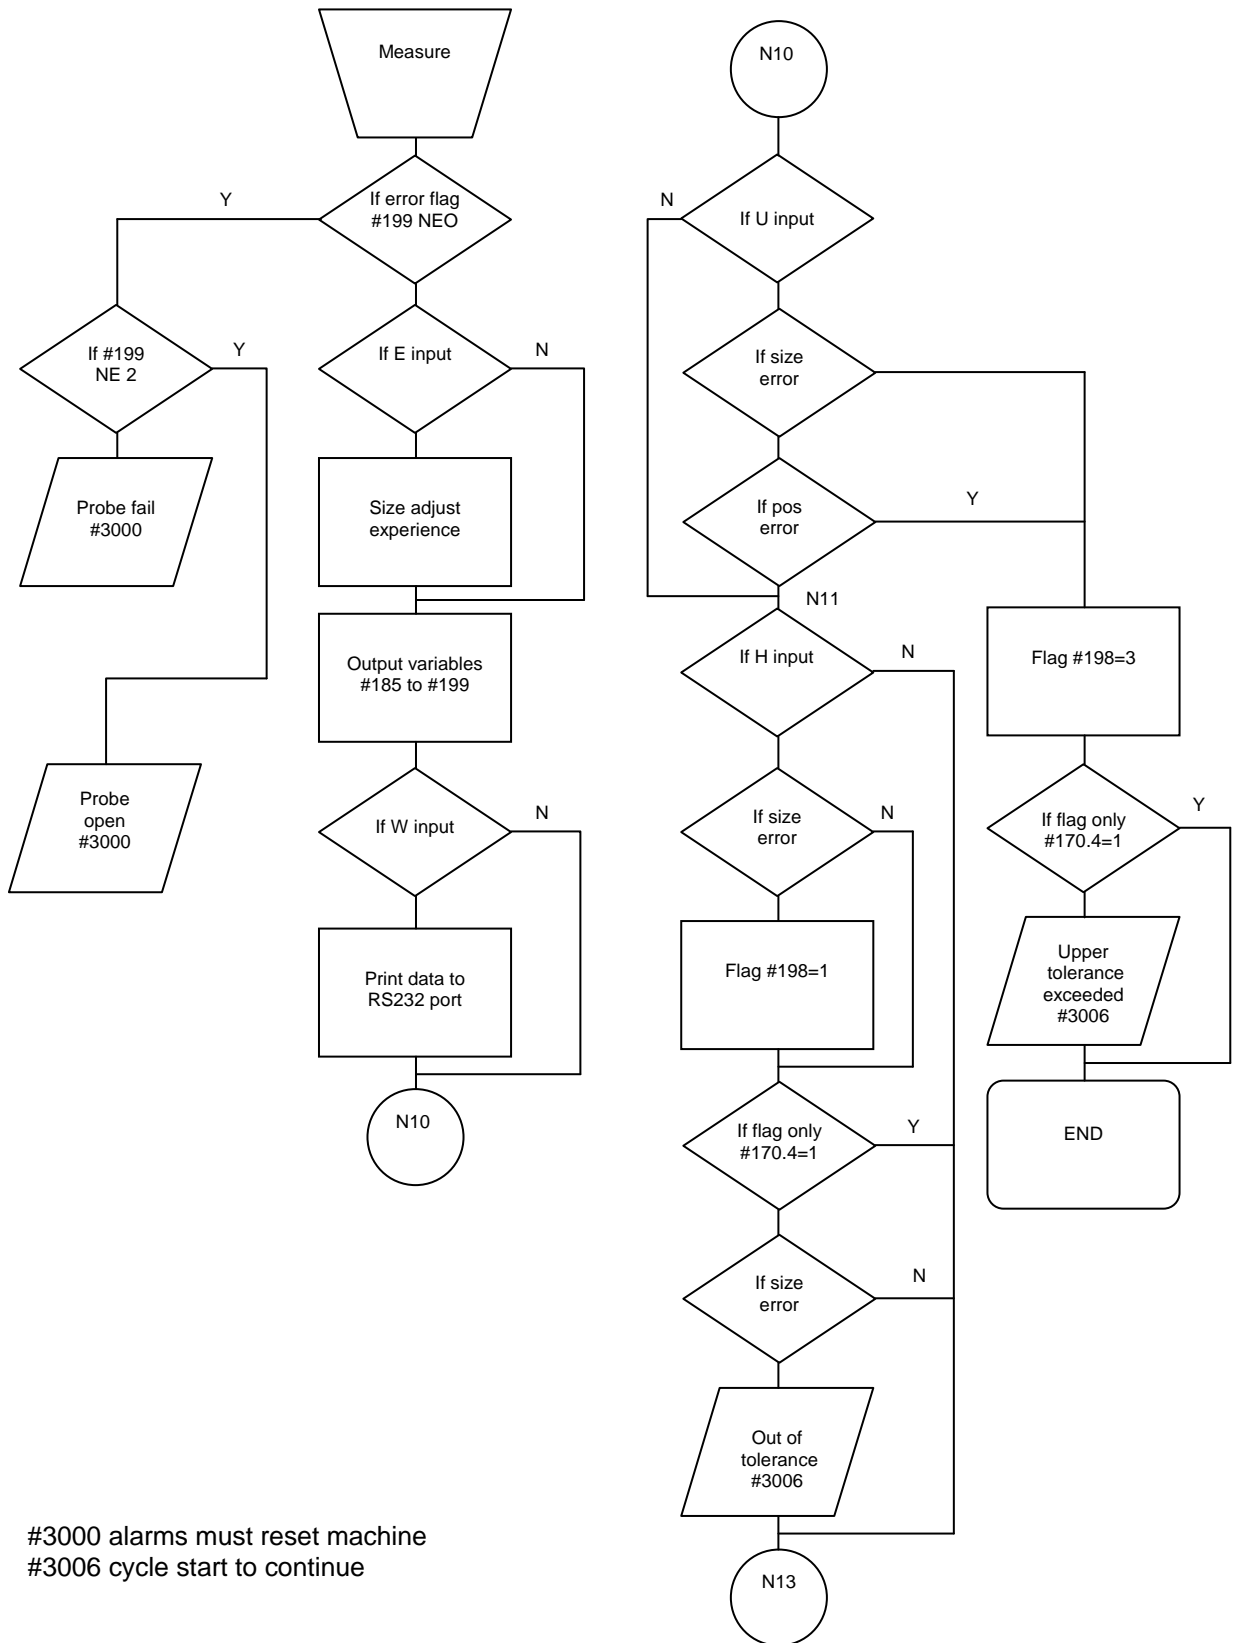 Measure
Y
If error flag
#199 NEO
If #199
NE 2
Y
Probe fail
#3000
Probe
open
#3000
If E input
N
Size adjust
experience
Output variables
#185 to #199
If W input
N
Print data to
RS232 port
N10
N10
N
If U input
If size
error
If pos
error
Y
N11
If H input
N
If size
error
N
Flag #198=1
If flag only
#170.4=1
Y
If size
error
N
Out of
tolerance
#3006
N13
Flag #198=3
If flag only
#170.4=1
Y
Upper
tolerance
exceeded
#3006
END
#3000 alarms must reset machine
#3006 cycle start to continue